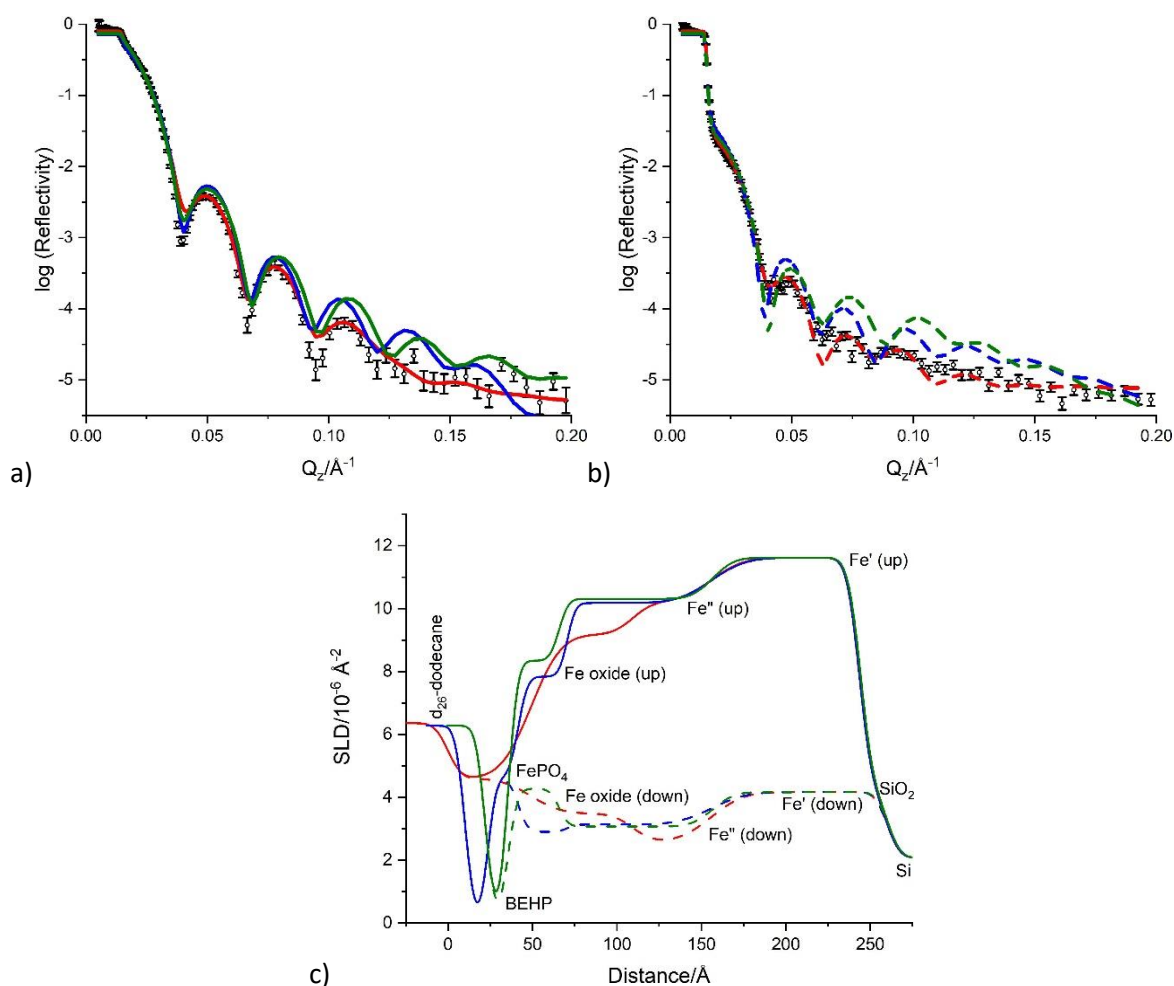 0
-1
-2
-3
-4
-5
log (Reflectivity)
0.00
0.05
0.10
0.15
0.20
Q_z/Å⁻¹
a)
0
-1
-2
-3
-4
-5
log (Reflectivity)
0.00
0.05
0.10
0.15
0.20
Q_z/Å⁻¹
b)
12
10
8
6
4
2
0
SLD/10⁻⁶ Å⁻²
d₂₆-dodecane
Fe' (up)
Fe" (up)
Fe oxide (up)
FePO₄
Fe oxide (down)
Fe' (down)
SiO₂
Fe" (down)
Si
BEHP
0
50
100
150
200
250
Distance/Å
c)